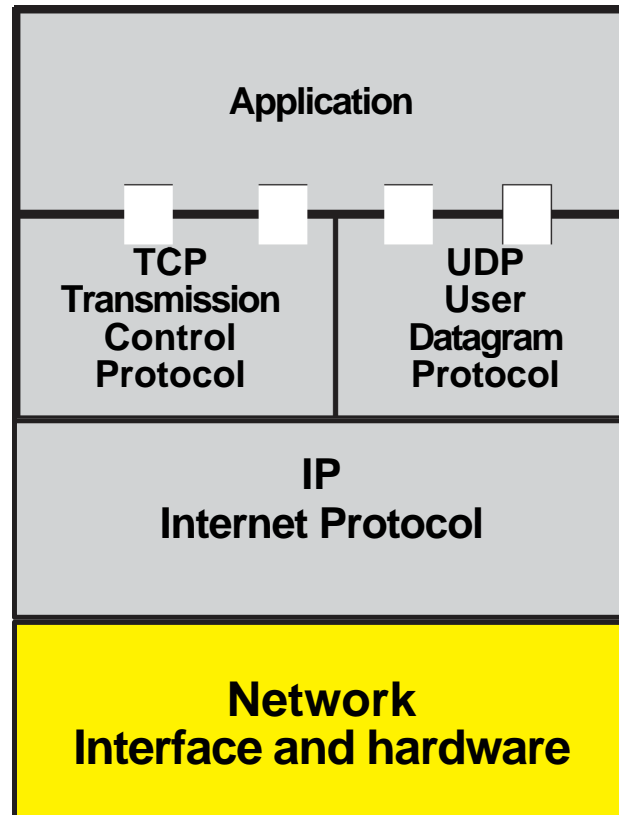 Application
TCP
Transmission
Control
Protocol
UDP
User
Datagram
Protocol
IP
Internet Protocol
Network
Interface and hardware